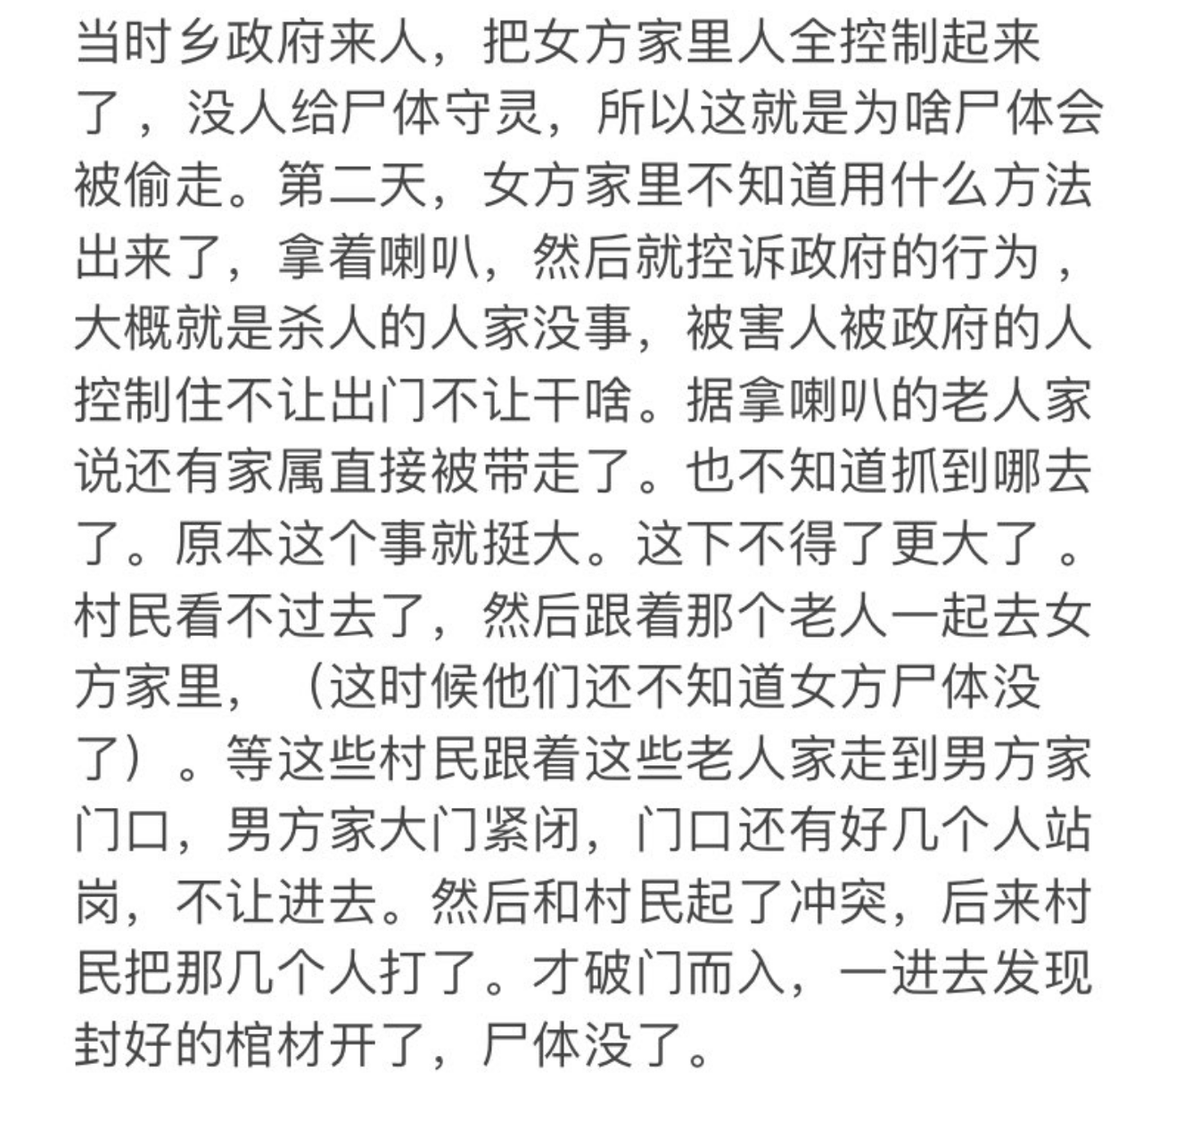 当时乡政府来人，把女方家里人全控制起来
了 ，没人给尸体守灵，所以这就是为啥尸体会
被偷走。第二天，女方家里不知道用什么方法
出来了，拿着喇叭，然后就控诉政府的行为 ，
大概就是杀人的人家没事，被害人被政府的人
控制住不让出门不让干啥。据拿喇叭的老人家
说还有家属直接被带走了。也不知道抓到哪去
了。原本这个事就挺大。这下不得了更大了 。
村民看不过去了，然后跟着那个老人一起去女
方家里，（这时候他们还不知道女方尸体没
了）。等这些村民跟着这些老人家走到男方家
门口，男方家大门紧闭，门口还有好几个人站
岗，不让进去。然后和村民起了冲突，后来村
民把那几个人打了。才破门而入，一进去发现
封好的棺材开了，尸体没了。